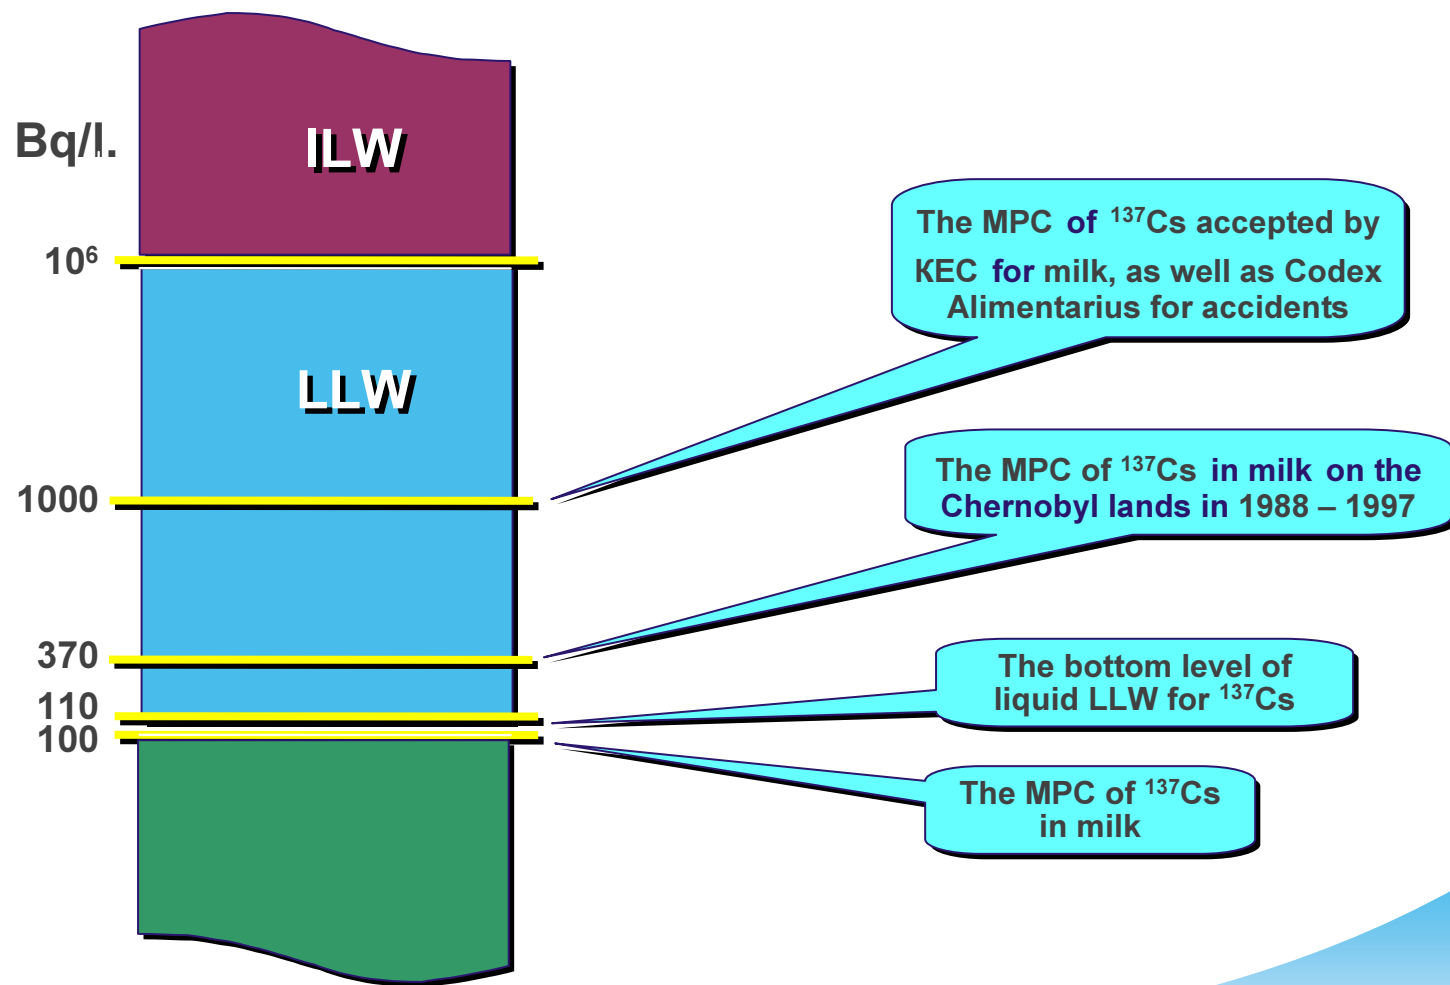 Bq/l.
ILW
10⁶
LLW
1000
370
110
100
The MPC of ¹³⁷Cs accepted by
КЕС for milk, as well as Codex
Alimentarius for accidents
The MPC of ¹³⁷Cs in milk on the
Chernobyl lands in 1988 – 1997
The bottom level of
liquid LLW for ¹³⁷Cs
The MPC of ¹³⁷Cs
in milk